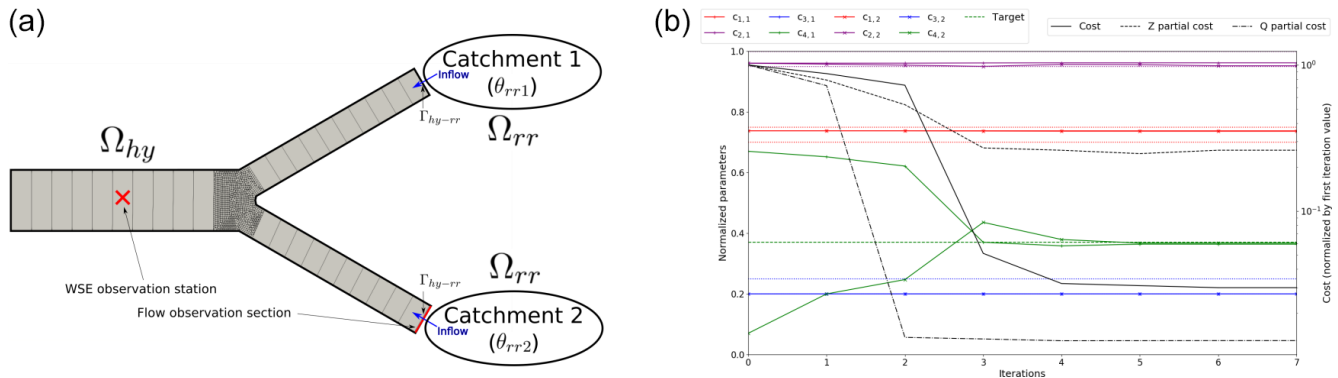 (a)
Catchment 1
(θrr1)
Inflow
Γhy−rr
Ωrr
Ωhy
WSE observation station
Flow observation section
Ωrr
Γhy−rr
Catchment 2
(θrr2)
Inflow
(b)
c1,1 c3,1 c1,2 c3,2 Target
c2,1 c4,1 c2,2 c4,2
Cost Z partial cost Q partial cost
1.0
0.8
0.6
0.4
0.2
0.0
Normalized parameters
0 1 2 3 4 5 6 7
Iterations
10^0
10^−1
Cost (normalized by first iteration value)